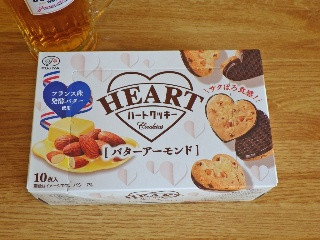 フランス産
発酵バター
使用
HEART
ハートクッキー
Cookies
サクほろ食感!
[バターアーモンド]
10枚入